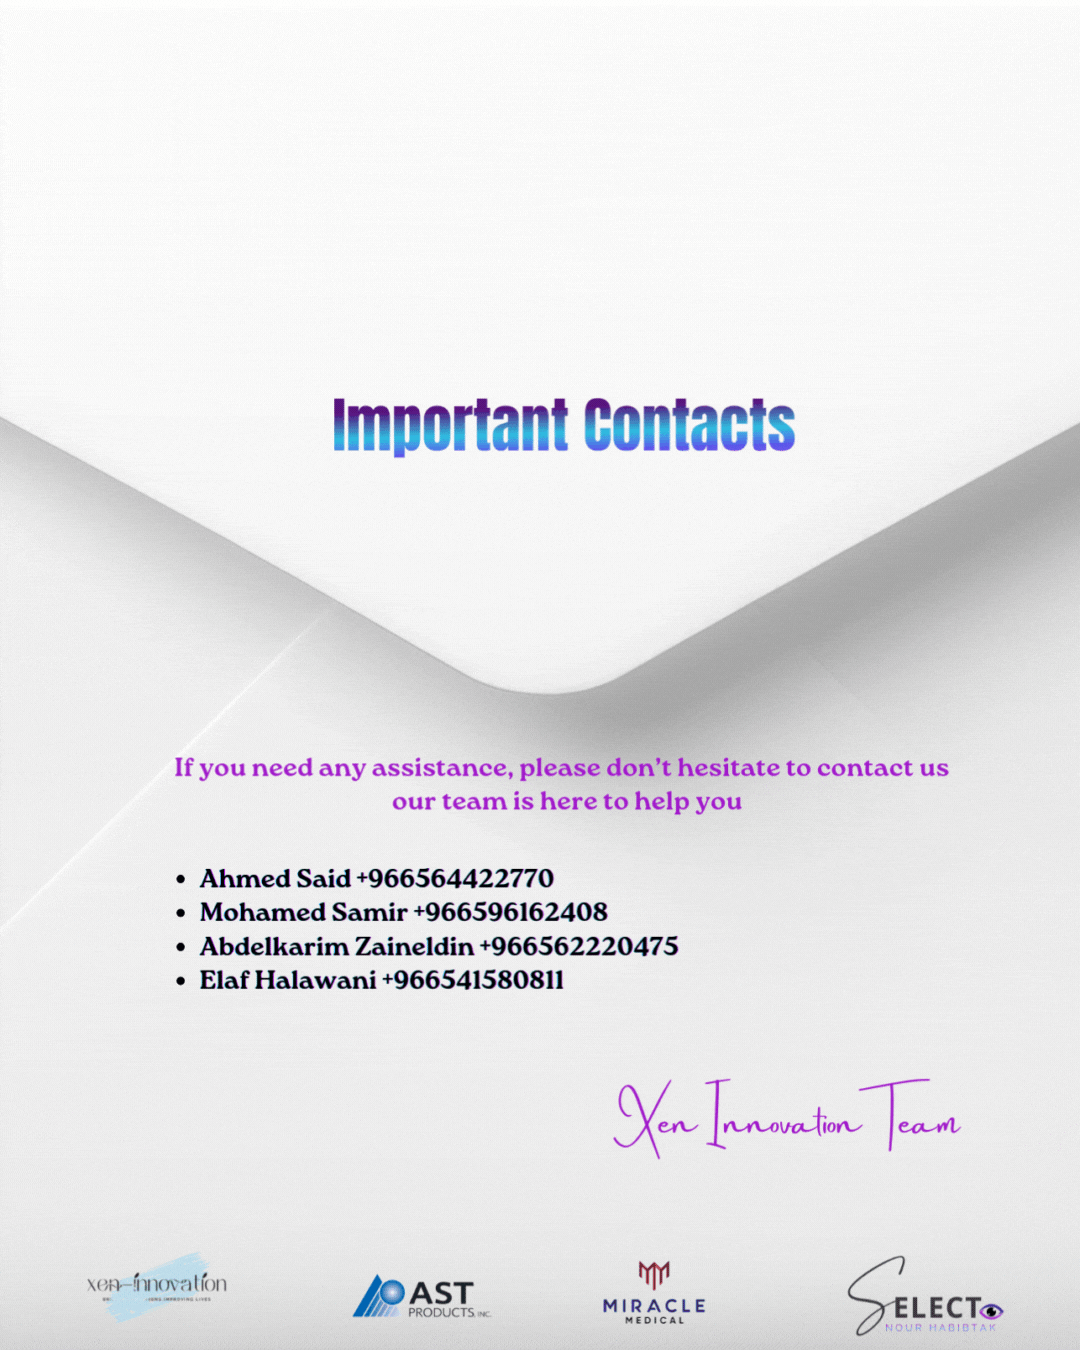 Important Contacts
If you need any assistance, please don't hesitate to contact us
our team is here to help you
• Ahmed Said +966564422770
• Mohamed Samir +966596162408
• Abdelkarim Zaineldin +966562220475
• Elaf Halawani +966541580811
Xen Innovation Team
xen-innovation
IMPROVING LIVES
AST
PRODUCTS, INC.
MIRACLE
MEDICAL
SELECT
NOUR HABIBTAK